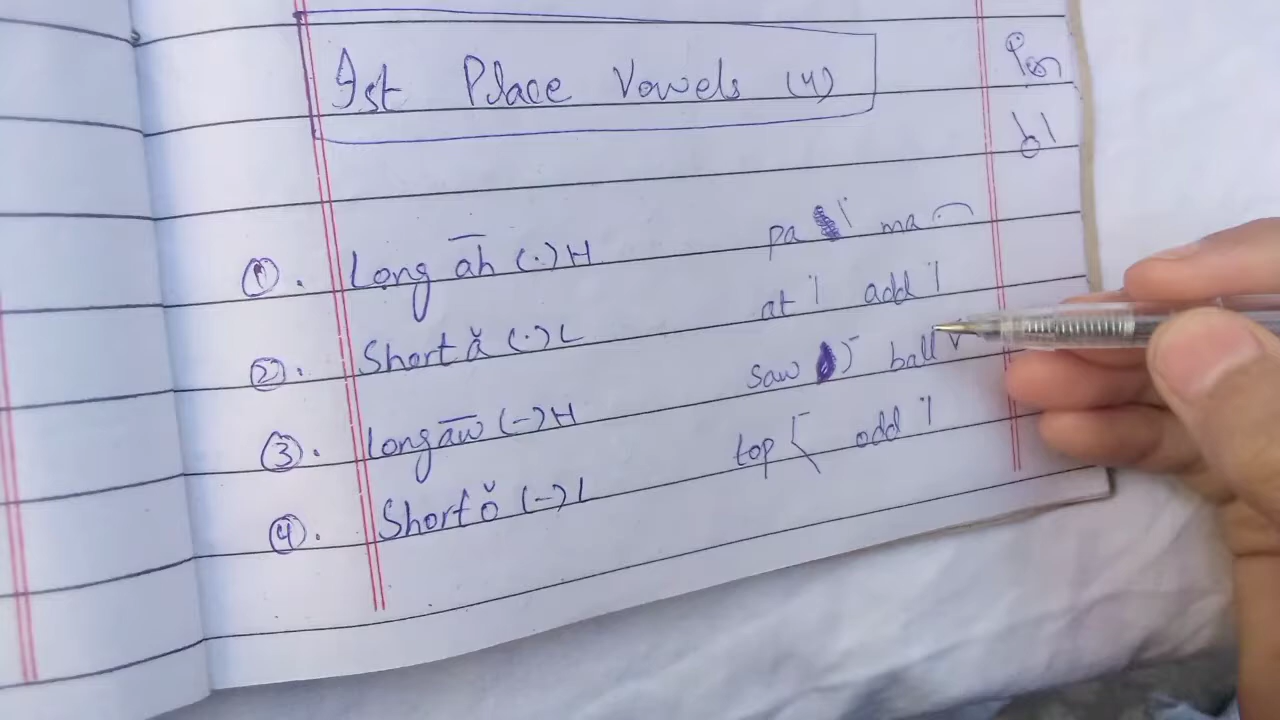 1st Place Vowels (4)
1. Long āh (.) H pa ma
2. Short ă (.) L at add
3. Long āw (-) H saw ball
4. Short ŏ (-) L top odd